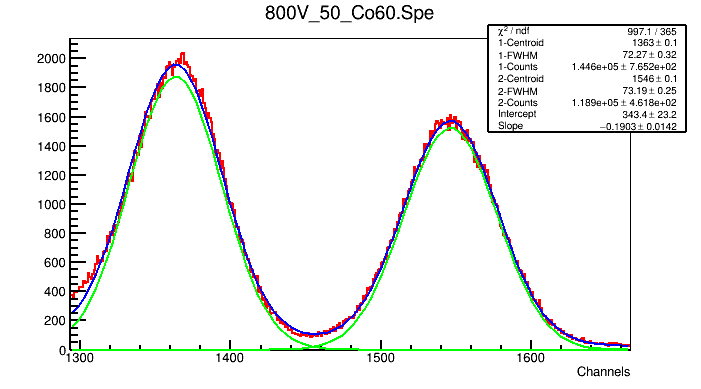 800V_50_Co60.Spe
χ² / ndf 997.1 / 365
1-Centroid 1363 ± 0.1
1-FWHM 72.27 ± 0.32
1-Counts 1.446e+05 ± 7.652e+02
2-Centroid 1546 ± 0.1
2-FWHM 73.19 ± 0.25
2-Counts 1.189e+05 ± 4.618e+02
Intercept 343.4 ± 23.2
Slope −0.1903 ± 0.0142
2000
1800
1600
1400
1200
1000
800
600
400
200
0
1300 1400 1500 1600
Channels